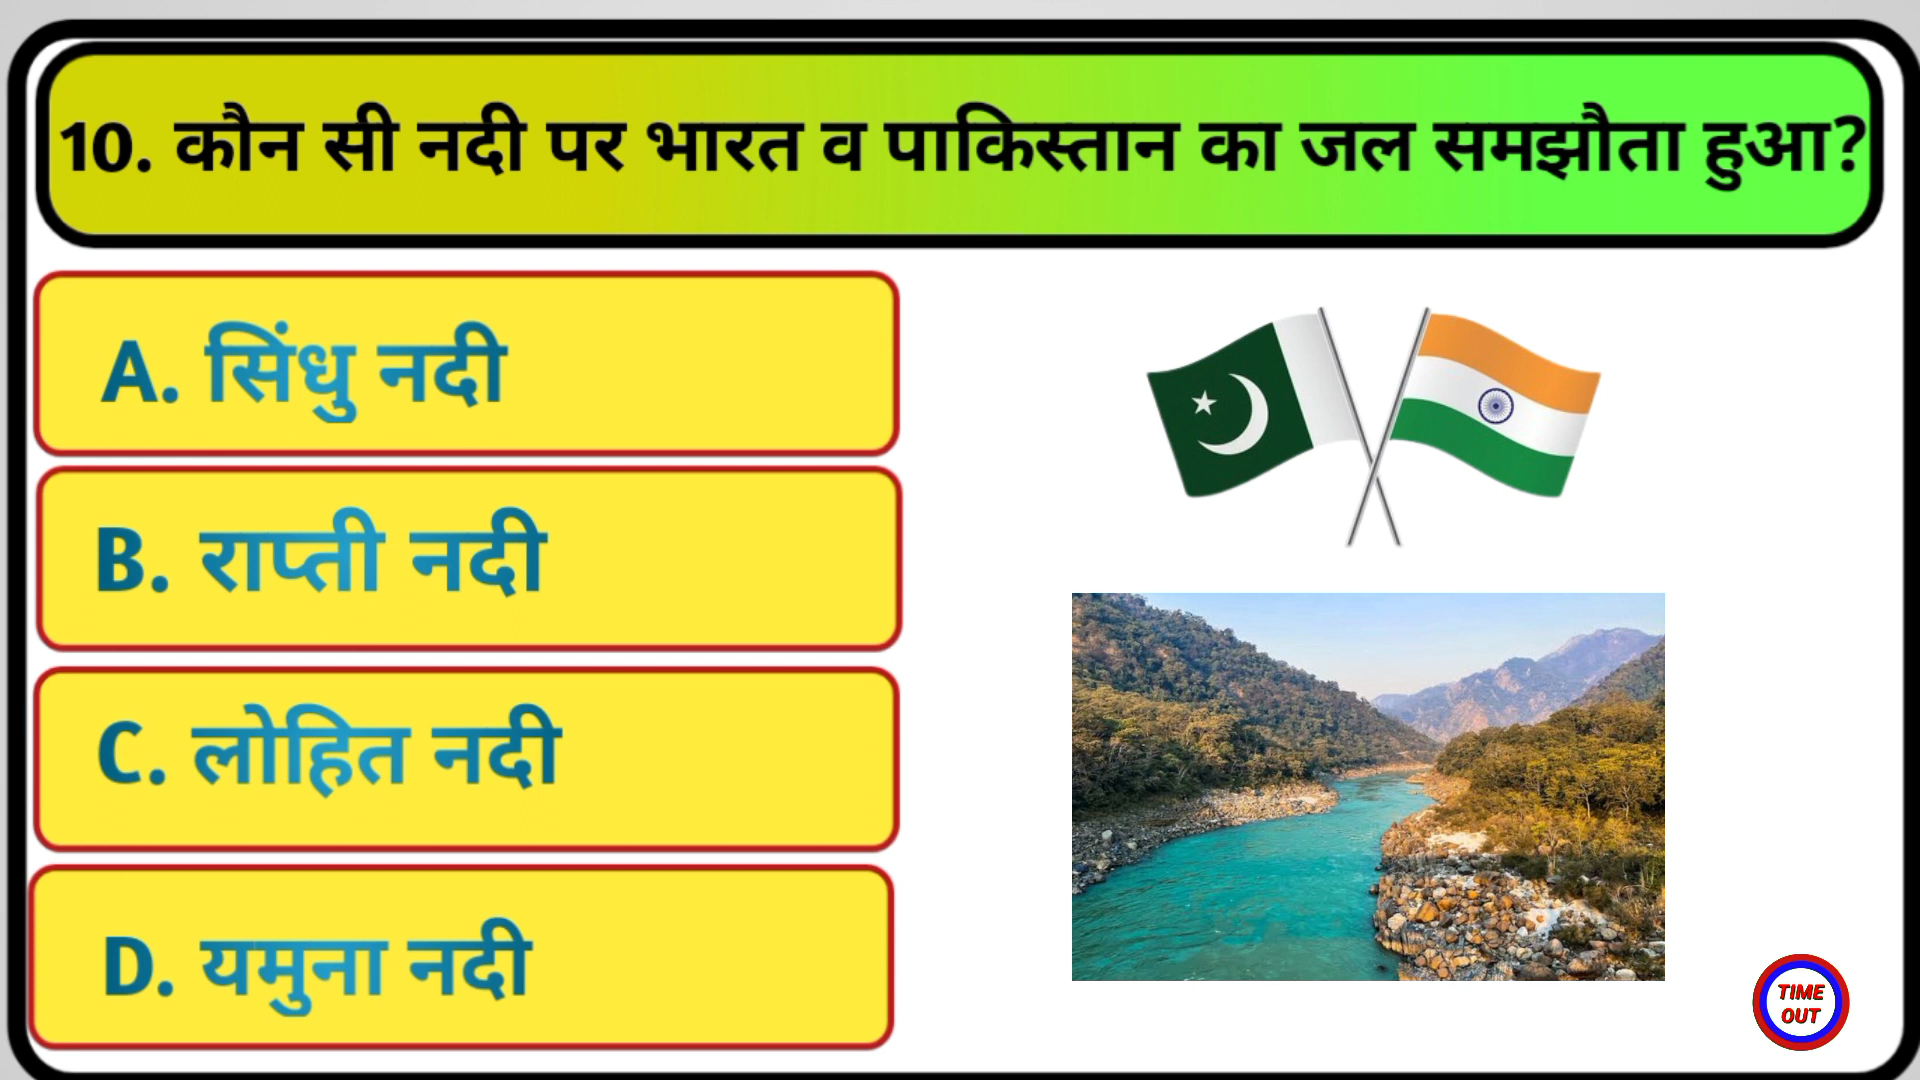 10. कौन सी नदी पर भारत व पाकिस्तान का जल समझौता हुआ?
A. सिंधु नदी
B. राप्ती नदी
C. लोहित नदी
D. यमुना नदी
TIME
OUT